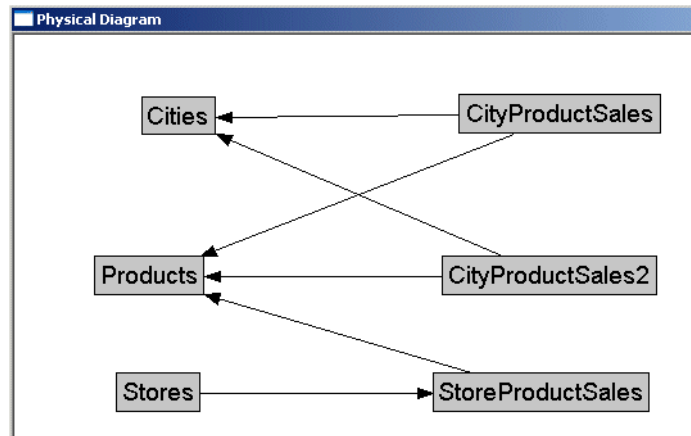 Physical Diagram
Cities
CityProductSales
Products
CityProductSales2
Stores
StoreProductSales